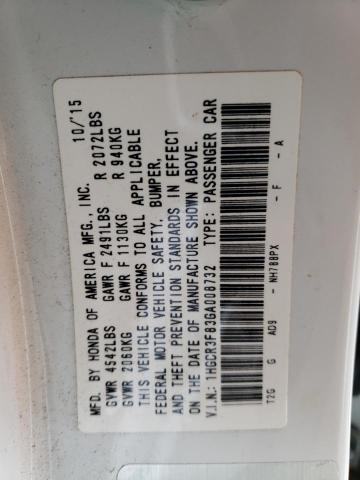 MFD. BY HONDA OF AMERICA MFG., INC. 10/'15
GVWR 4542LBS GAWR F 2491LBS R 2072LBS
GVWR 2060KG GAWR F 1130KG R 940KG
THIS VEHICLE CONFORMS TO ALL APPLICABLE
FEDERAL MOTOR VEHICLE SAFETY, BUMPER,
AND THEFT PREVENTION STANDARDS IN EFFECT
ON THE DATE OF MANUFACTURE SHOWN ABOVE.
V.I.N.: 1HGCR3F83GA008732 TYPE: PASSENGER CAR
T2G G AD9 - NH788PX - F - A